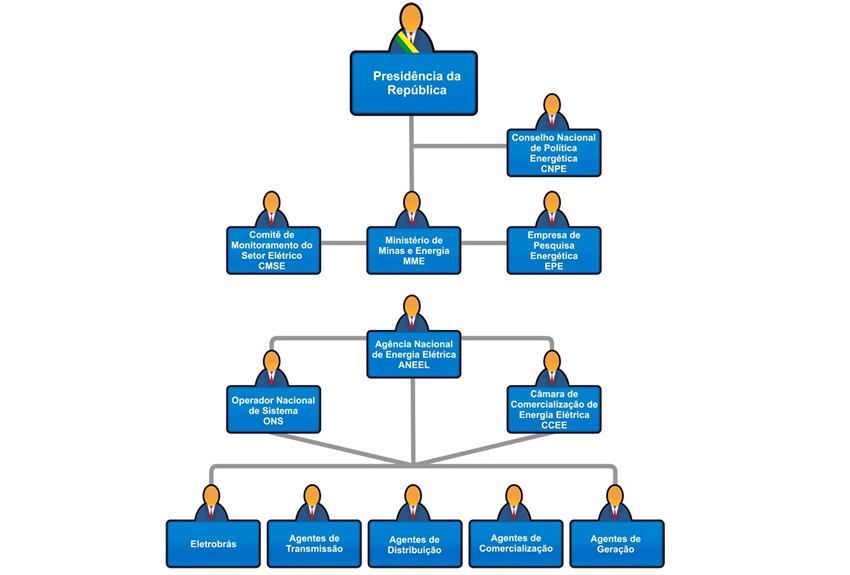 Presidência da
República
Conselho Nacional
de Política
Energética
CNPE
Comitê de
Monitoramento do
Setor Elétrico
CMSE
Ministério de
Minas e Energia
MME
Empresa de
Pesquisa
Energética
EPE
Agência Nacional
de Energia Elétrica
ANEEL
Operador Nacional
de Sistema
ONS
Câmara de
Comercialização de
Energia Elétrica
CCEE
Eletrobrás
Agentes de
Transmissão
Agentes de
Distribuição
Agentes de
Comercialização
Agentes de
Geração